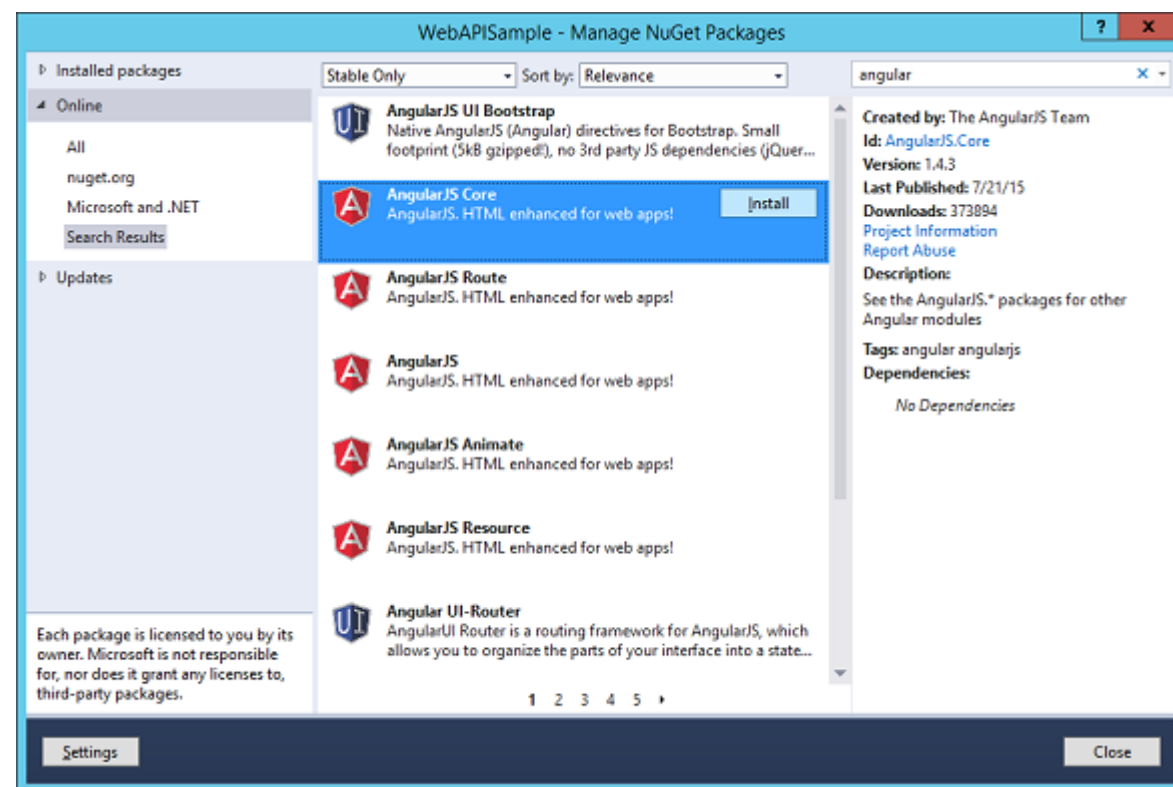 WebAPISample - Manage NuGet Packages
? X
Installed packages
Online
All
nuget.org
Microsoft and .NET
Search Results
Updates
Each package is licensed to you by its
owner. Microsoft is not responsible
for, nor does it grant any licenses to,
third-party packages.
Stable Only Sort by: Relevance
UI
AngularJS UI Bootstrap
Native AngularJS (Angular) directives for Bootstrap. Small
footprint (5kB gzipped!), no 3rd party JS dependencies (jQuer...
A
AngularJS Core
AngularJS. HTML enhanced for web apps!
Install
A
AngularJS Route
AngularJS. HTML enhanced for web apps!
A
AngularJS
AngularJS. HTML enhanced for web apps!
A
AngularJS Animate
AngularJS. HTML enhanced for web apps!
A
AngularJS Resource
AngularJS. HTML enhanced for web apps!
UI
Angular UI-Router
AngularUI Router is a routing framework for AngularJS, which
allows you to organize the parts of your interface into a state...
1 2 3 4 5
angular
Created by: The AngularJS Team
Id: AngularJS.Core
Version: 1.4.3
Last Published: 7/21/15
Downloads: 373894
Project Information
Report Abuse
Description:
See the AngularJS.* packages for other
Angular modules
Tags: angular angularjs
Dependencies:
No Dependencies
Settings
Close